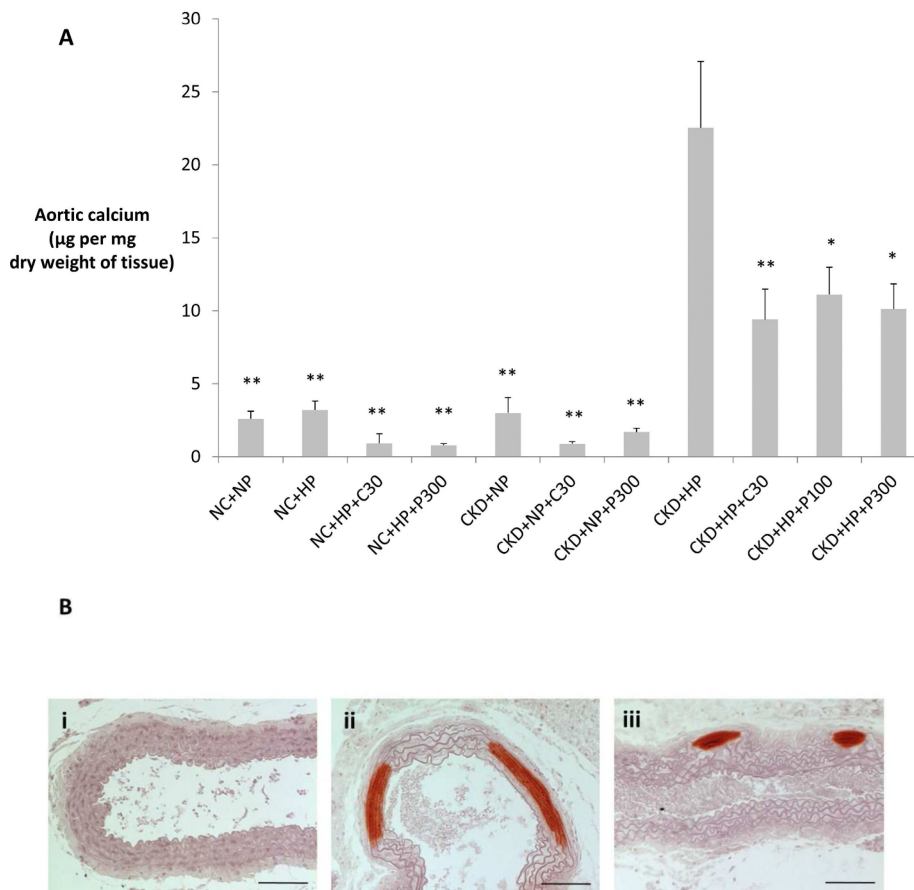 A
30
25
20
15
10
5
0
Aortic calcium
(µg per mg
dry weight of tissue)
**
**
**
**
**
**
**
**
*
*
NC+NP
NC+HP
NC+HP+C30
NC+HP+P300
CKD+NP
CKD+NP+C30
CKD+NP+P300
CKD+HP
CKD+HP+C30
CKD+HP+P100
CKD+HP+P300
B
i
ii
iii